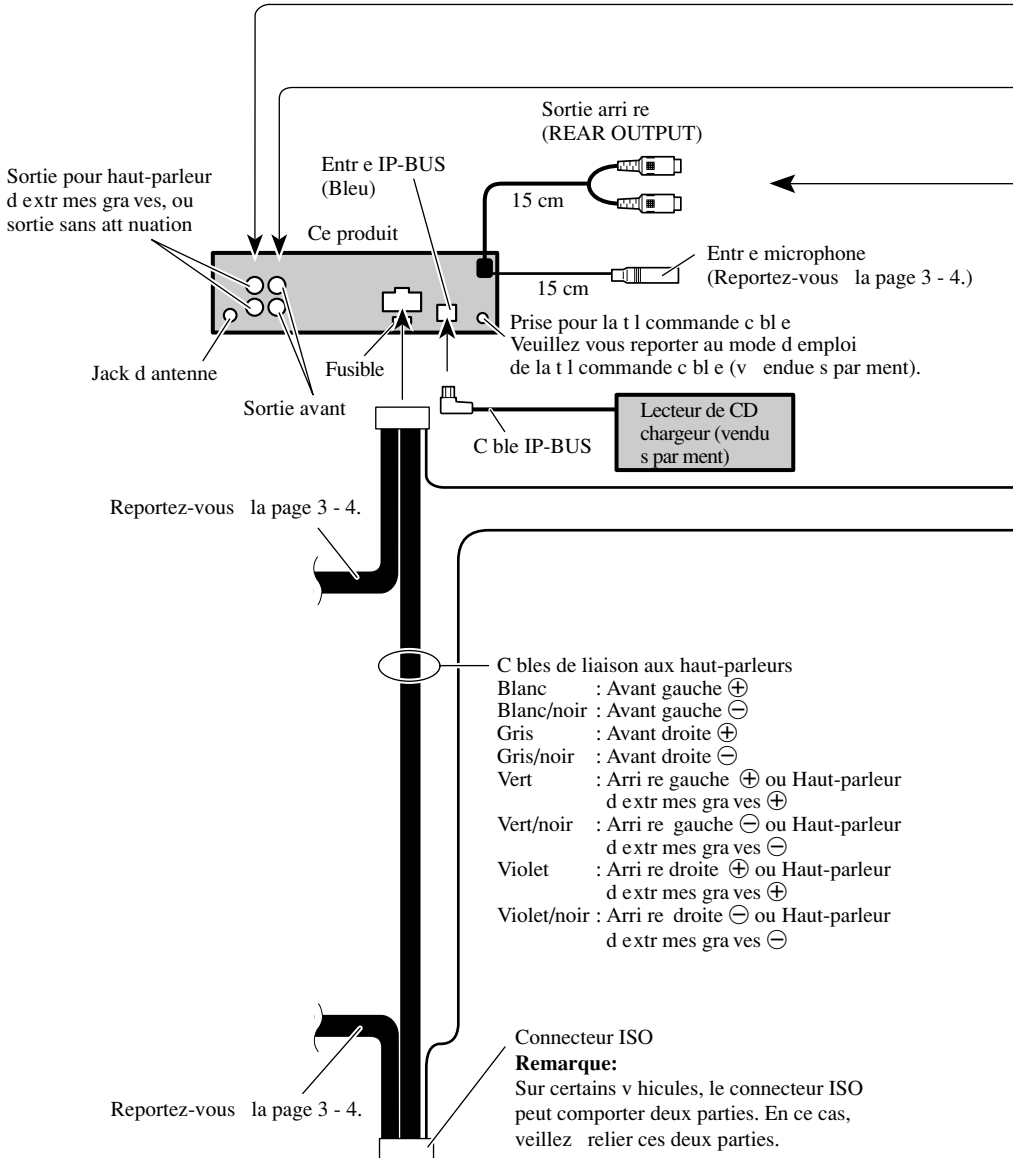 Sortie arri re
(REAR OUTPUT)
Entr e IP-BUS
(Bleu)
Sortie pour haut-parleur
d extr mes gra ves, ou
sortie sans att nuation
15 cm
Ce produit
Entr e microphone
(Reportez-vous la page 3 - 4.)
15 cm
Prise pour la t l commande c bl e
Veuillez vous reporter au mode d emploi
de la t l commande c bl e (v endue s par ment).
Jack d antenne
Fusible
Sortie avant
Lecteur de CD
chargeur (vendu
s par ment)
C ble IP-BUS
Reportez-vous la page 3 - 4.
C bles de liaison aux haut-parleurs
Blanc : Avant gauche ⊕
Blanc/noir : Avant gauche ⊖
Gris : Avant droite ⊕
Gris/noir : Avant droite ⊖
Vert : Arri re gauche ⊕ ou Haut-parleur
d extr mes gra ves ⊕
Vert/noir : Arri re gauche ⊖ ou Haut-parleur
d extr mes gra ves ⊖
Violet : Arri re droite ⊕ ou Haut-parleur
d extr mes gra ves ⊕
Violet/noir : Arri re droite ⊖ ou Haut-parleur
d extr mes gra ves ⊖
Connecteur ISO
Remarque:
Sur certains v hicules, le connecteur ISO
peut comporter deux parties. En ce cas,
veillez relier ces deux parties.
Reportez-vous la page 3 - 4.